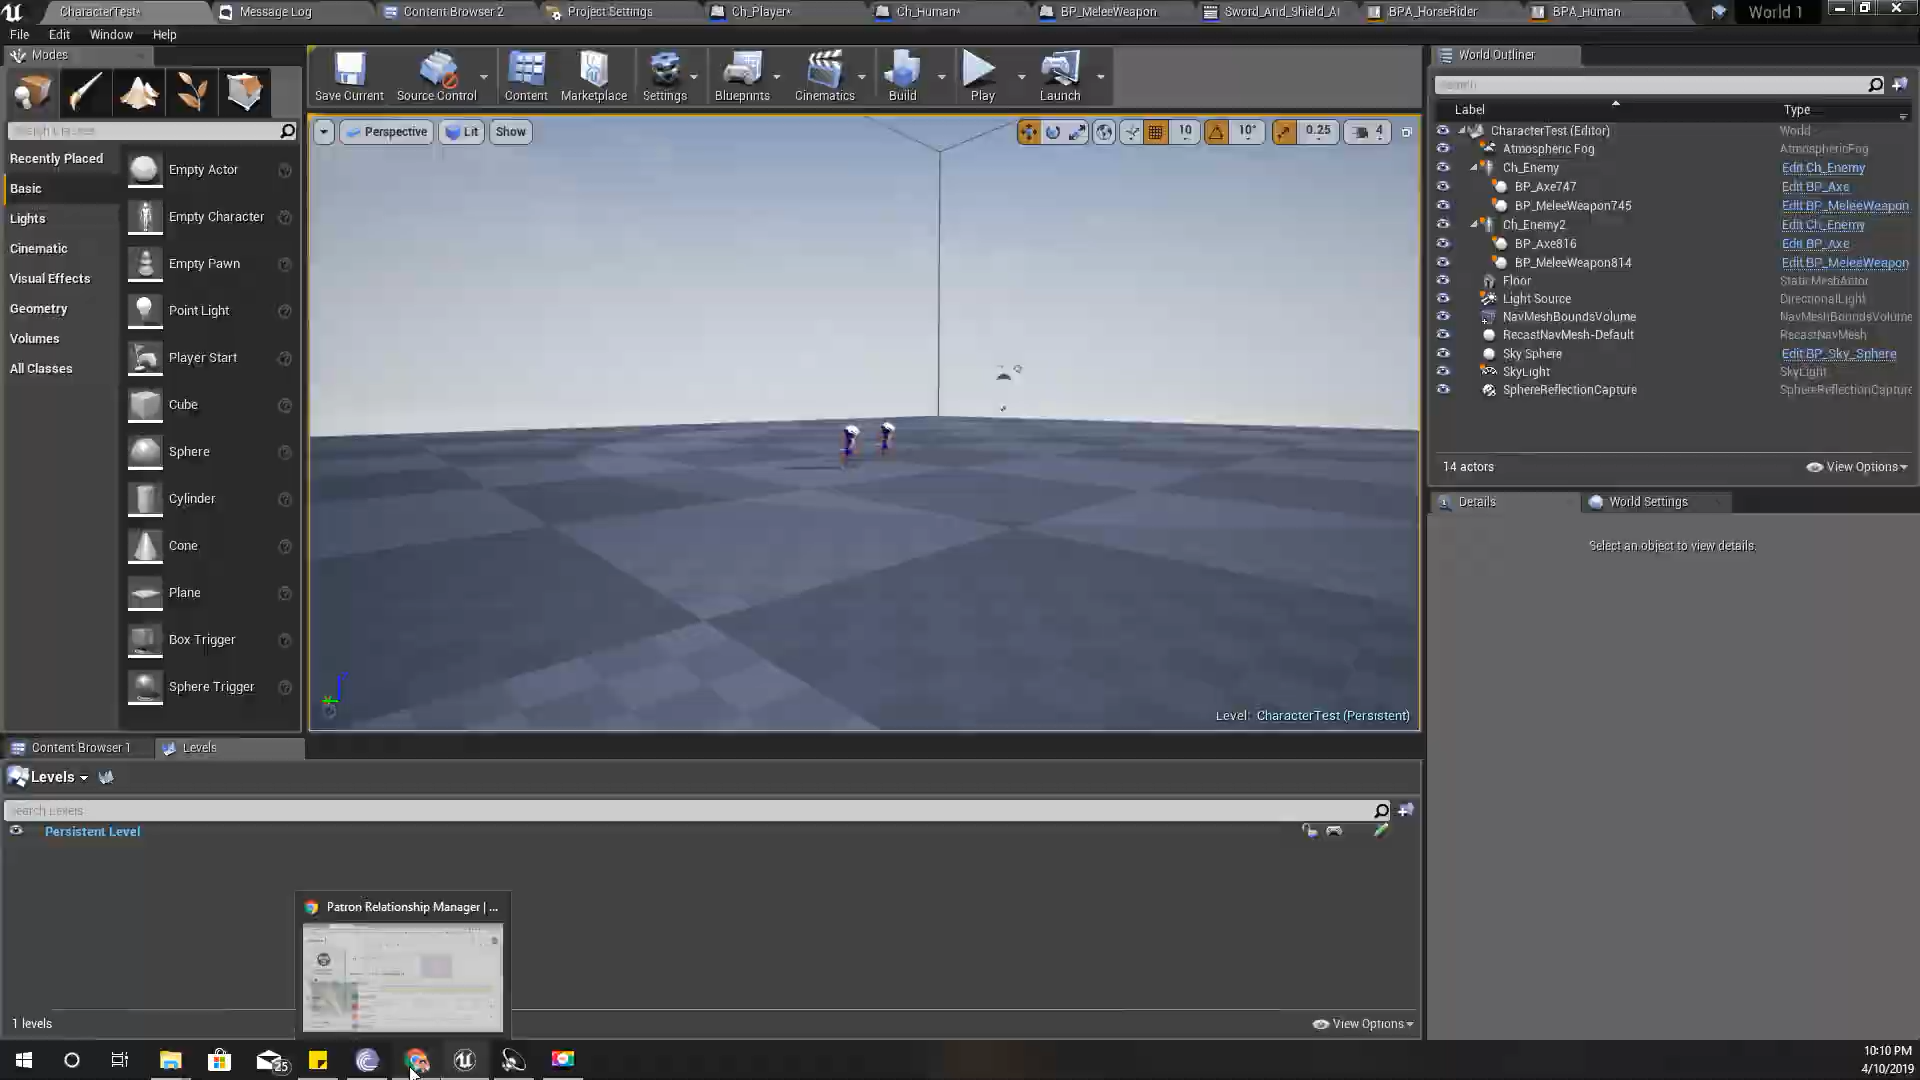 CharacterTest*
Message Log
Content Browser 2
Project Settings
Ch_Player*
Ch_Human*
BP_MeleeWeapon
Sword_And_Shield_A
BPA_HorseRider
BPA_Human
World 1
File Edit Window Help
Modes
Save Current
Source Control
Content
Marketplace
Settings
Blueprints
Cinematics
Build
Play
Launch
World Outliner
Search
Search Classes
Perspective
Lit
Show
10
10°
0.25
4
Label
Type
Recently Placed
Basic
Lights
Cinematic
Visual Effects
Geometry
Volumes
All Classes
Empty Actor
Empty Character
Empty Pawn
Point Light
Player Start
Cube
Sphere
Cylinder
Cone
Plane
Box Trigger
Sphere Trigger
CharacterTest (Editor) World
Atmospheric Fog AtmosphericFog
Ch_Enemy Edit Ch_Enemy
BP_Axe747 Edit BP_Axe
BP_MeleeWeapon745 Edit BP_MeleeWeapon
Ch_Enemy2 Edit Ch_Enemy
BP_Axe816 Edit BP_Axe
BP_MeleeWeapon814 Edit BP_MeleeWeapon
Floor StaticMeshActor
Light Source DirectionalLight
NavMeshBoundsVolume NavMeshBoundsVolume
RecastNavMesh-Default RecastNavMesh
Sky Sphere Edit BP_Sky_Sphere
SkyLight SkyLight
SphereReflectionCapture SphereReflectionCapture
14 actors
View Options
Details
World Settings
Select an object to view details.
Level: CharacterTest (Persistent)
Content Browser 1
Levels
Levels
Search Levels
Persistent Level
Patron Relationship Manager | ...
1 levels
View Options
25
10:10 PM
4/10/2019